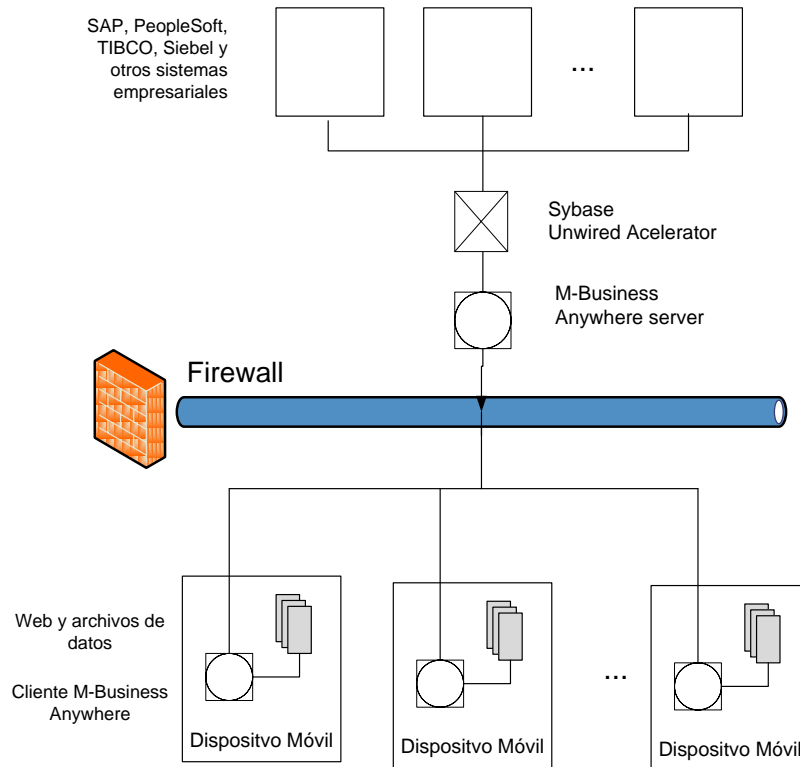 SAP, PeopleSoft,
TIBCO, Siebel y
otros sistemas
empresariales
...
Sybase
Unwired Acelerator
M-Business
Anywhere server
Firewall
Web y archivos de
datos
Cliente M-Business
Anywhere
...
Dispositvo Móvil
Dispositvo Móvil
Dispositvo Móvil